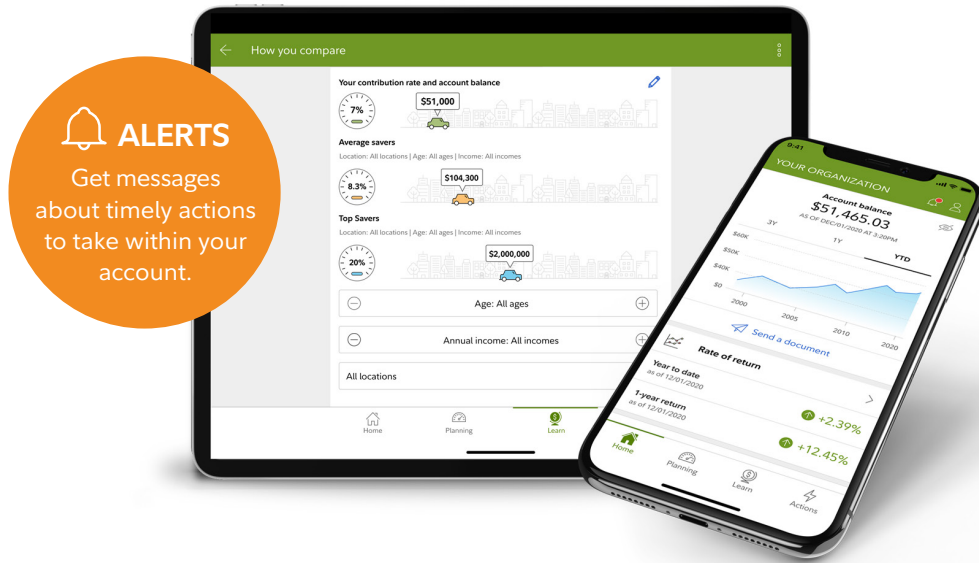 ALERTS
Get messages
about timely actions
to take within your
account.
How you compare
Your contribution rate and account balance
7%
$51,000
Average savers
Location: All locations | Age: All ages | Income: All incomes
8.3%
$104,300
Top Savers
Location: All locations | Age: All ages | Income: All incomes
20%
$2,000,000
Age: All ages
Annual income: All incomes
All locations
Home
Planning
Learn
9:41
YOUR ORGANIZATION
Account balance
$51,465.03
AS OF DEC/01/2020 AT 3:20PM
3Y
1Y
YTD
$60K
$50K
$40K
$0
2000
2005
2010
2020
Send a document
Rate of return
Year to date
as of 12/01/2020
+2.39%
1-year return
as of 12/01/2020
+12.45%
Home
Planning
Learn
Actions